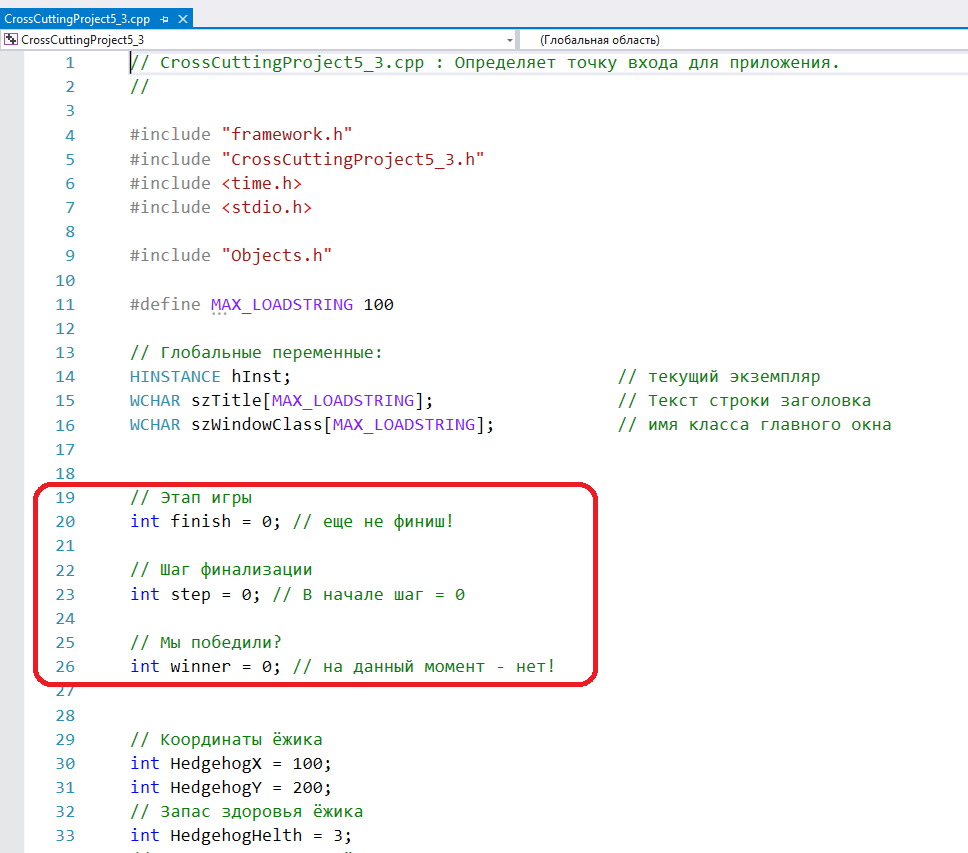 CrossCuttingProject5_3.cpp
CrossCuttingProject5_3 (Глобальная область)
1 // CrossCuttingProject5_3.cpp : Определяет точку входа для приложения.
2 //
3
4 #include "framework.h"
5 #include "CrossCuttingProject5_3.h"
6 #include <time.h>
7 #include <stdio.h>
8
9 #include "Objects.h"
10
11 #define MAX_LOADSTRING 100
12
13 // Глобальные переменные:
14 HINSTANCE hInst; // текущий экземпляр
15 WCHAR szTitle[MAX_LOADSTRING]; // Текст строки заголовка
16 WCHAR szWindowClass[MAX_LOADSTRING]; // имя класса главного окна
17
18
19 // Этап игры
20 int finish = 0; // еще не финиш!
21
22 // Шаг финализации
23 int step = 0; // В начале шаг = 0
24
25 // Мы победили?
26 int winner = 0; // на данный момент - нет!
27
28
29 // Координаты ёжика
30 int HedgehogX = 100;
31 int HedgehogY = 200;
32 // Запас здоровья ёжика
33 int HedgehogHelth = 3;